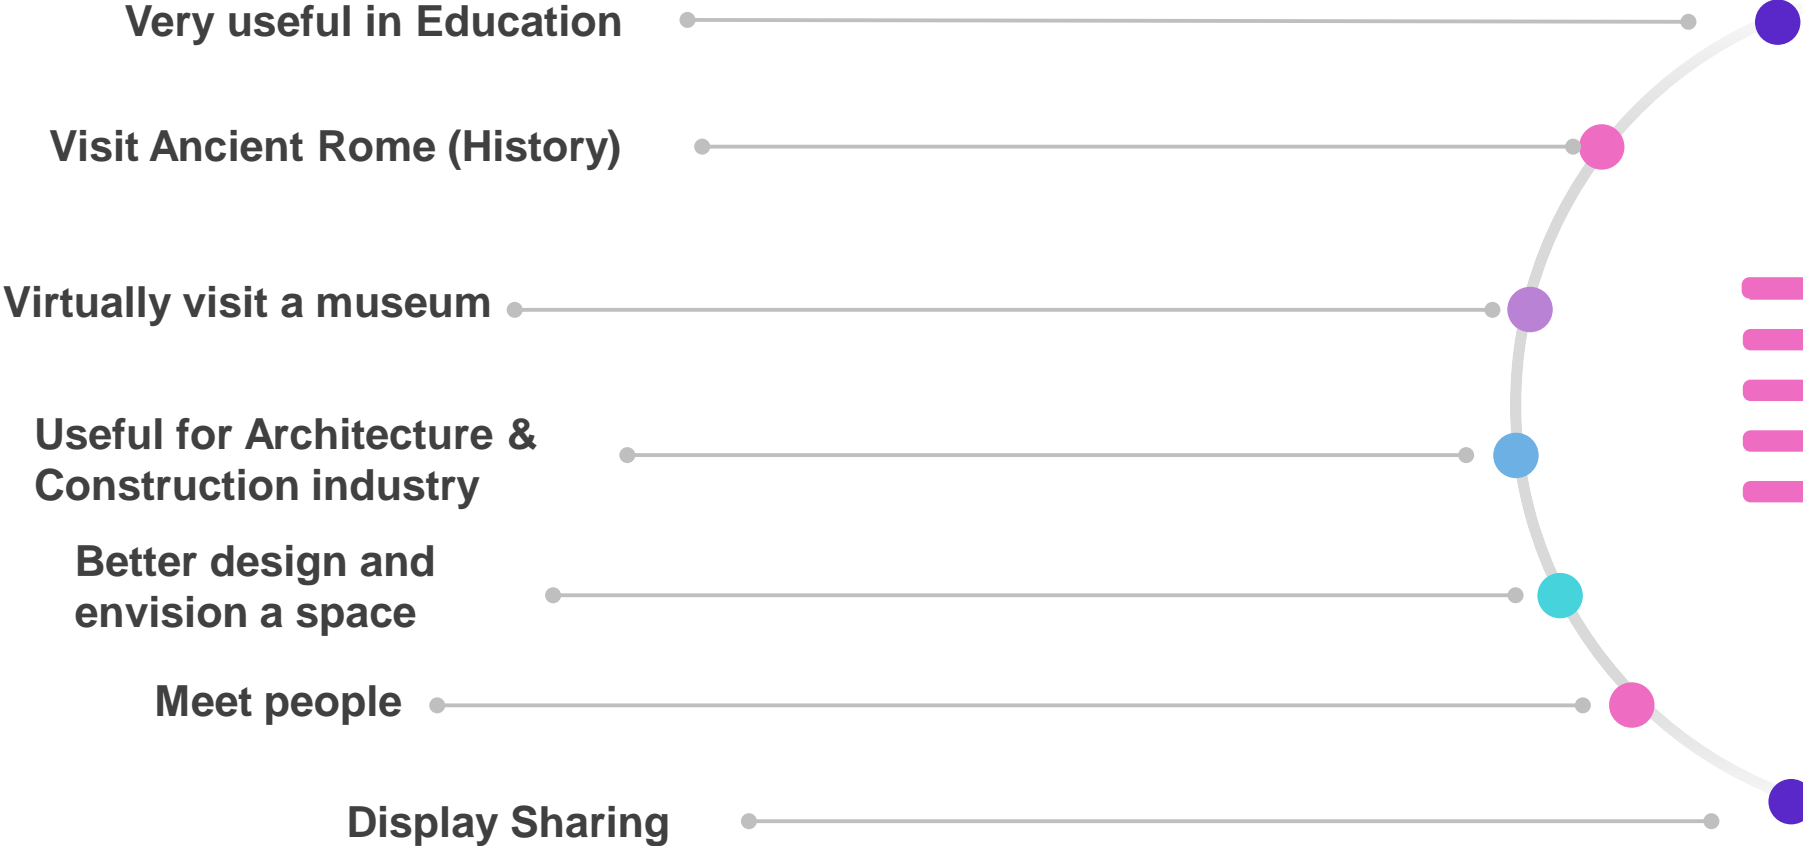 Very useful in Education
Visit Ancient Rome (History)
Virtually visit a museum
Useful for Architecture &
Construction industry
Better design and
envision a space
Meet people
Display Sharing